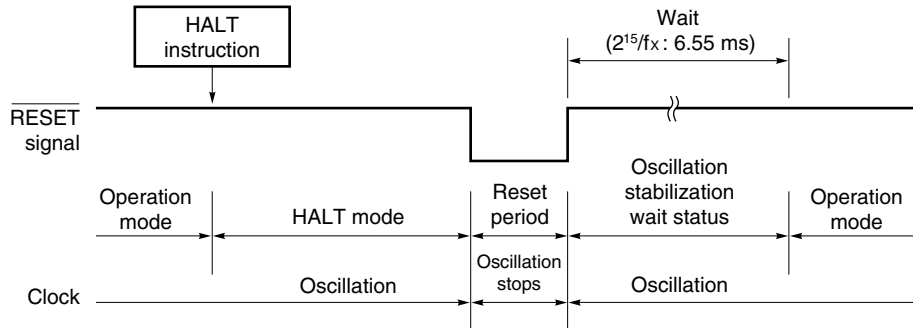 HALT
instruction
Wait
(2¹⁵/fx : 6.55 ms)
RESET
signal
Operation
mode
HALT mode
Reset
period
Oscillation
stabilization
wait status
Operation
mode
Clock
Oscillation
Oscillation
stops
Oscillation